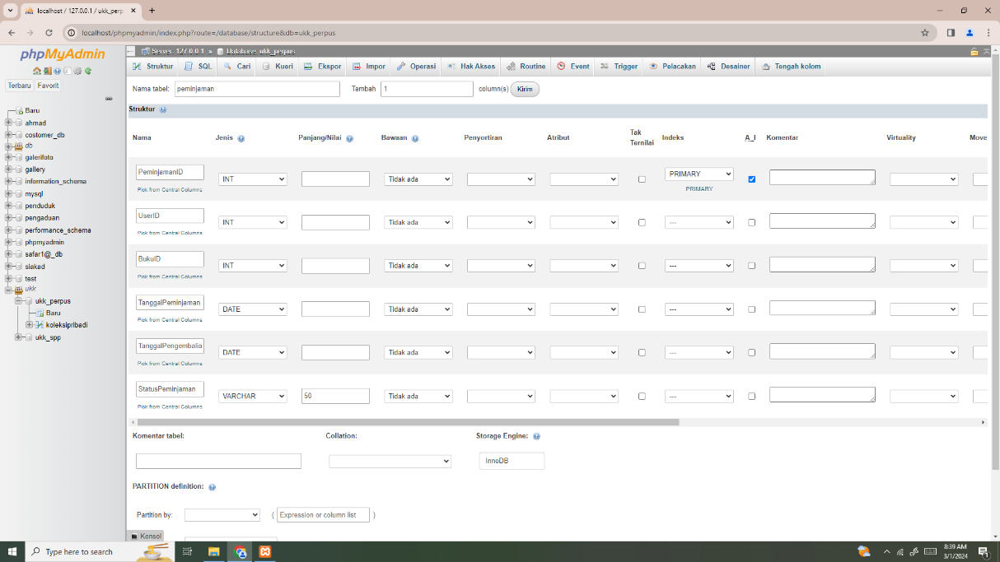 localhost / 127.0.0.1 / ukk_perp
localhost/phpmyadmin/index.php?route=/database/structure&db=ukk_perpus
phpMyAdmin
Terbaru Favorit
Baru
ahmad
costomer_db
db
galerifoto
gallery
information_schema
mysql
penduduk
pengaduan
performance_schema
phpmyadmin
safar1@_db
siakad
test
ukk
ukk_perpus
Baru
koleksipribadi
ukk_spp
Server: 127.0.0.1 » Database: ukk_perpus
Struktur SQL Cari Kueri Ekspor Impor Operasi Hak Akses Routine Event Trigger Pelacakan Desainer Tengah kolom
Nama tabel: peminjaman Tambah 1 column(s) Kirim
Struktur
Nama Jenis Panjang/Nilai Bawaan Penyortiran Atribut Tak Ternilai Indeks A_I Komentar Virtuality Move
PeminjamanID INT Tidak ada PRIMARY
Pick from Central Columns PRIMARY
UserID INT Tidak ada ---
Pick from Central Columns
BukuID INT Tidak ada ---
Pick from Central Columns
TanggalPeminjaman DATE Tidak ada ---
Pick from Central Columns
TanggalPengembalia DATE Tidak ada ---
Pick from Central Columns
StatusPeminjaman VARCHAR 50 Tidak ada ---
Pick from Central Columns
Komentar tabel: Collation: Storage Engine:
InnoDB
PARTITION definition:
Partition by: ( Expression or column list )
Konsol
Type here to search
8:39 AM
3/1/2024
1